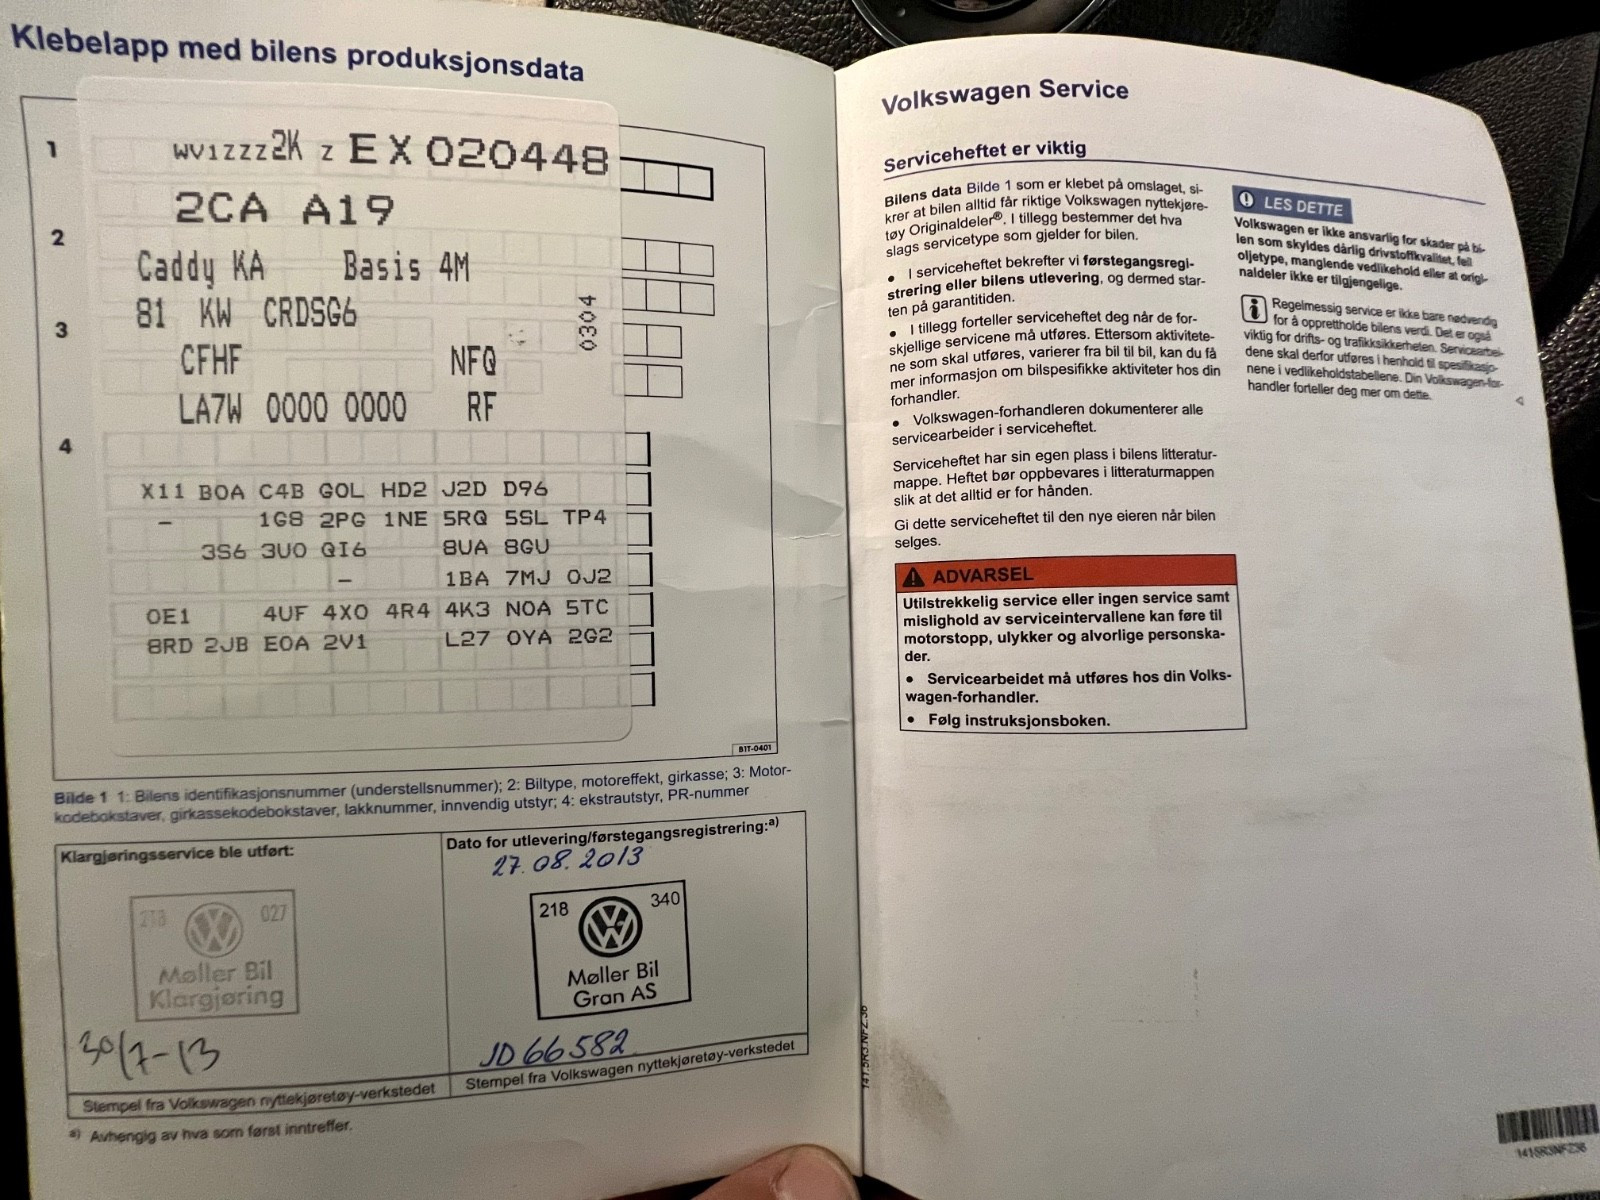 Klebelapp med bilens produksjonsdata
1
WV1ZZZ2K Z EX020448
2CA A19
2
Caddy KA Basis 4M
81 KW CRDSG6
0304
3
CFHF NFQ
LA7W 0000 0000 RF
4
X11 B0A C4B G0L HD2 J2D D96
- 1G8 2PG 1NE 5RQ 5SL TP4
3S6 3U0 QI6 8UA 8GU
- 1BA 7MJ 0J2
0E1 4UF 4X0 4R4 4K3 N0A 5TC
8RD 2JB E0A 2V1 L27 0YA 2G2
B1T-0401
Bilde 1 1: Bilens identifikasjonsnummer (understellsnummer); 2: Biltype, motoreffekt, girkasse; 3: Motor-
kodebokstaver, girkassekodebokstaver, lakknummer, innvendig utstyr; 4: ekstrautstyr, PR-nummer
Klargjøringsservice ble utført:
218 027
Møller Bil
Klargjøring
30/7-13
Stempel fra Volkswagen nyttekjøretøy-verkstedet
Dato for utlevering/førstegangsregistrering:a)
27.08.2013
218 340
Møller Bil
Gran AS
JD66582
Stempel fra Volkswagen nyttekjøretøy-verkstedet
a) Avhengig av hva som først inntreffer.
Volkswagen Service
Serviceheftet er viktig
Bilens data Bilde 1 som er klebet på omslaget, si-
krer at bilen alltid får riktige Volkswagen nyttekjøre-
tøy Originaldeler®. I tillegg bestemmer det hva
slags servicetype som gjelder for bilen.
• I serviceheftet bekrefter vi førstegangsregi-
strering eller bilens utlevering, og dermed star-
ten på garantitiden.
• I tillegg forteller serviceheftet deg når de for-
skjellige servicene må utføres. Ettersom aktivitete-
ne som skal utføres, varierer fra bil til bil, kan du få
mer informasjon om bilspesifikke aktiviteter hos din
forhandler.
• Volkswagen-forhandleren dokumenterer alle
servicearbeider i serviceheftet.
Serviceheftet har sin egen plass i bilens litteratur-
mappe. Heftet bør oppbevares i litteraturmappen
slik at det alltid er for hånden.
Gi dette serviceheftet til den nye eieren når bilen
selges.
ADVARSEL
Utilstrekkelig service eller ingen service samt
mislighold av serviceintervallene kan føre til
motorstopp, ulykker og alvorlige personska-
der.
• Servicearbeidet må utføres hos din Volks-
wagen-forhandler.
• Følg instruksjonsboken.
LES DETTE
Volkswagen er ikke ansvarlig for skader på bi-
len som skyldes dårlig drivstoffkvalitet, feil
oljetype, manglende vedlikehold eller at origi-
naldeler ikke er tilgjengelige.
Regelmessig service er ikke bare nødvendig
for å opprettholde bilens verdi. Det er også
viktig for drifts- og trafikksikkerheten. Servicearbei-
dene skal derfor utføres i henhold til spesifikasjo-
nene i vedlikeholdstabellene. Din Volkswagen-for-
handler forteller deg mer om dette.
141.5R3.NFZ.36
1415R3NFZ36